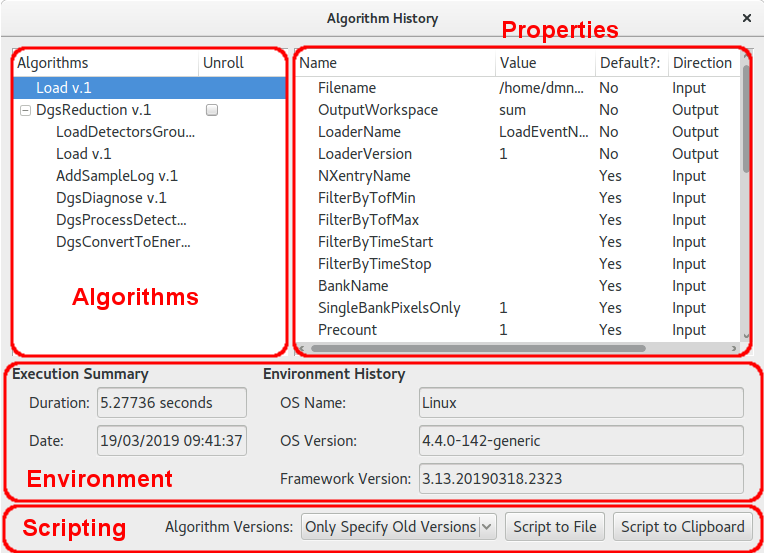 Algorithm History
Properties
Algorithms Unroll
Load v.1
DgsReduction v.1
LoadDetectorsGrou...
Load v.1
AddSampleLog v.1
DgsDiagnose v.1
DgsProcessDetect...
DgsConvertToEner...
Algorithms
Name Value Default?: Direction
Filename /home/dmn... No Input
OutputWorkspace sum No Output
LoaderName LoadEventN... No Output
LoaderVersion 1 No Output
NXentryName Yes Input
FilterByTofMin Yes Input
FilterByTofMax Yes Input
FilterByTimeStart Yes Input
FilterByTimeStop Yes Input
BankName Yes Input
SingleBankPixelsOnly 1 Yes Input
Precount 1 Yes Input
Execution Summary
Duration: 5.27736 seconds
Date: 19/03/2019 09:41:37
Environment
Environment History
OS Name: Linux
OS Version: 4.4.0-142-generic
Framework Version: 3.13.20190318.2323
Scripting Algorithm Versions: Only Specify Old Versions Script to File Script to Clipboard